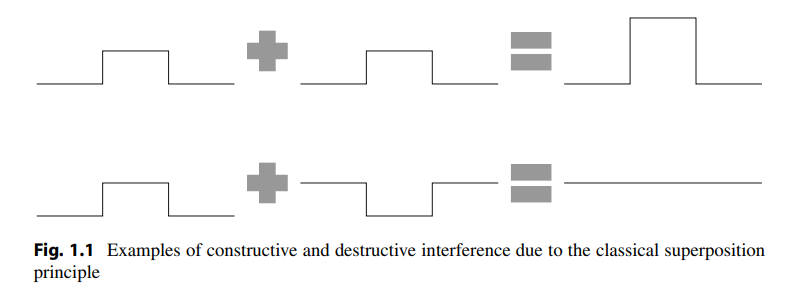 Fig. 1.1 Examples of constructive and destructive interference due to the classical superposition
principle